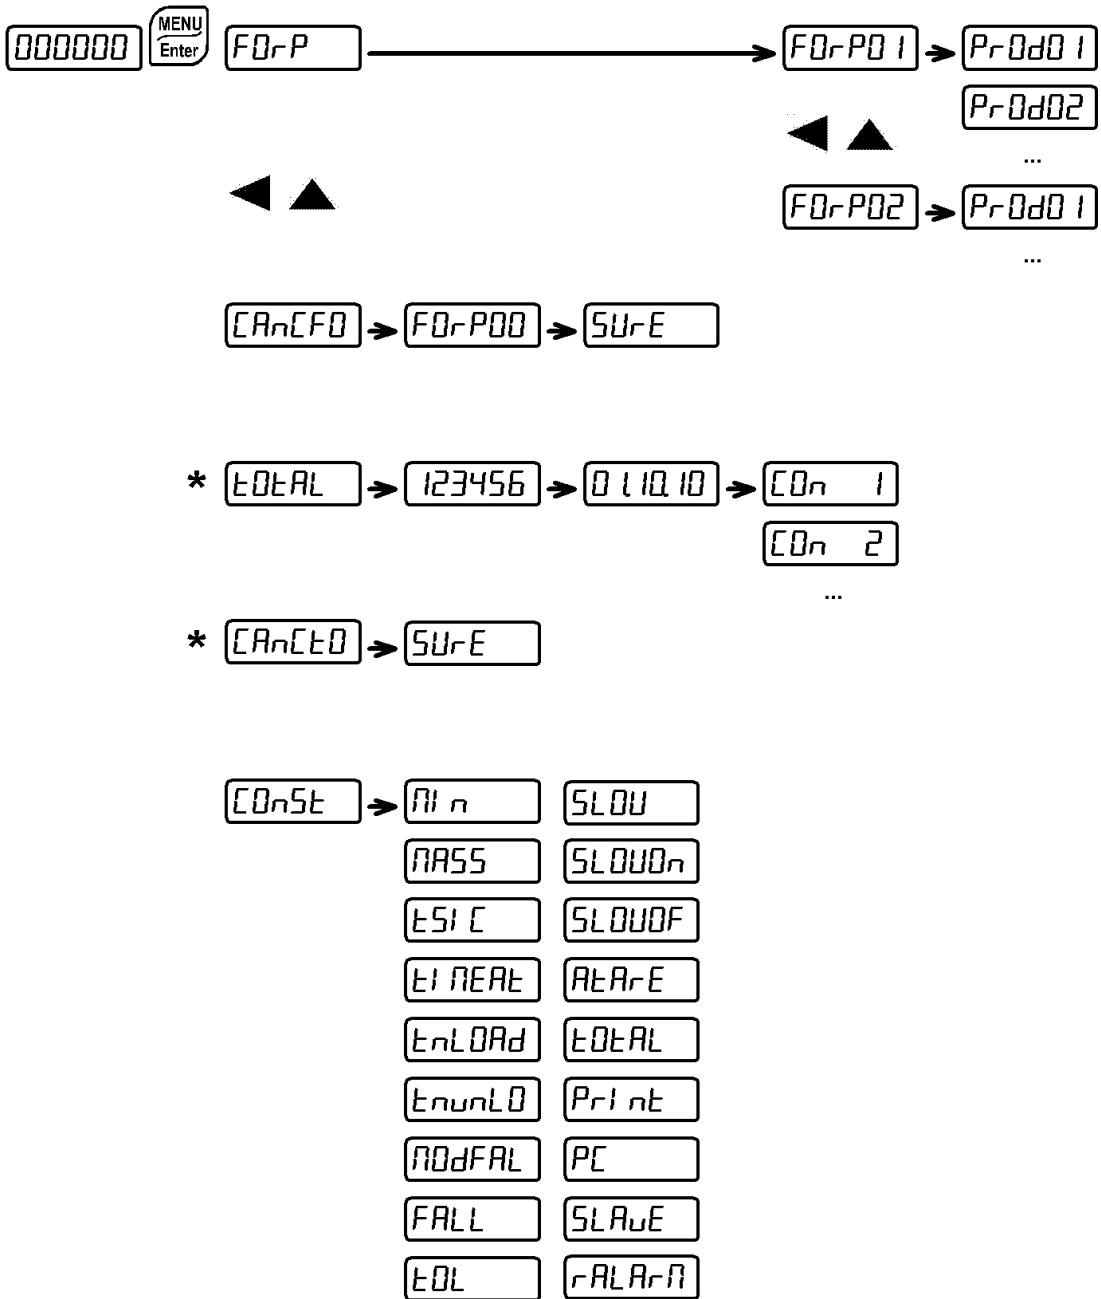 000000 MENU Enter FOrP FOrP01 PrOd01
PrOd02
...
FOrP02 PrOd01
...
CAnCFO FOrP00 SUrE
* tOtAL 123456 01.10.10 COn 1
COn 2
...
* CAnCtO SUrE
COnSt MIn SLOU
MASS SLOUOn
tSIC SLOUOF
tIMEAt AtArE
tnLOAd tOtAL
tnunLO PrInt
MOdFAL PC
FALL SLAuE
tOL rALArM